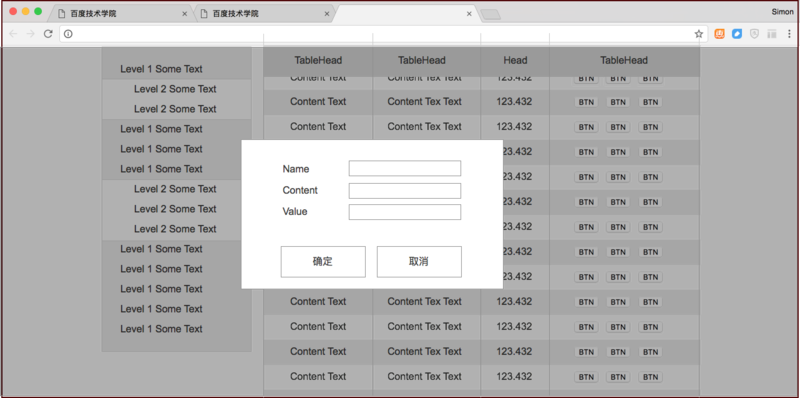 百度技术学院 百度技术学院 Simon
TableHead TableHead Head TableHead
Level 1 Some Text
Content Text Content Tex Text 123.432 BTN BTN BTN
Level 2 Some Text
Content Text Content Tex Text 123.432 BTN BTN BTN
Level 2 Some Text
Content Text Content Tex Text 123.432 BTN BTN BTN
Level 1 Some Text
Level 1 Some Text
123.432 BTN BTN BTN
Level 1 Some Text
Name
123.432 BTN BTN BTN
Level 2 Some Text
Content
123.432 BTN BTN BTN
Level 2 Some Text
Value
Level 2 Some Text
123.432 BTN BTN BTN
Level 1 Some Text
123.432 BTN BTN BTN
Level 1 Some Text
确定 取消
Level 1 Some Text
123.432 BTN BTN BTN
Level 1 Some Text
Content Text Content Tex Text 123.432 BTN BTN BTN
Level 1 Some Text
Content Text Content Tex Text 123.432 BTN BTN BTN
Content Text Content Tex Text 123.432 BTN BTN BTN
Content Text Content Tex Text 123.432 BTN BTN BTN